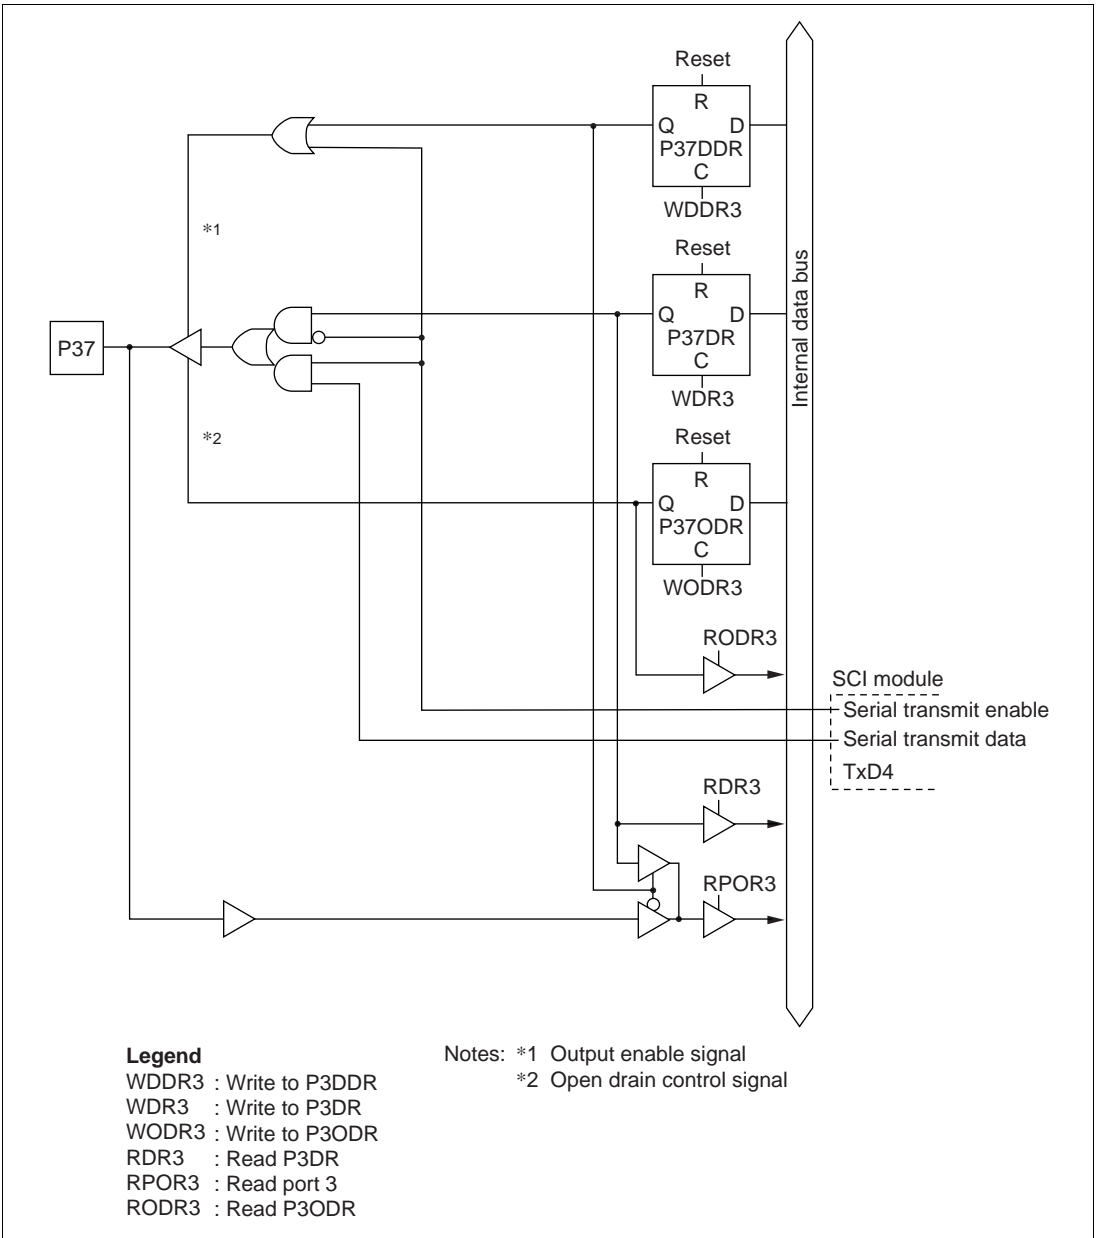 Reset
R
Q D
P37DDR
C
WDDR3
*1
Reset
R
Q D
P37DR
C
WDR3
Internal data bus
P37
*2
Reset
R
Q D
P37ODR
C
WODR3
RODR3
SCI module
Serial transmit enable
Serial transmit data
TxD4
RDR3
RPOR3
Legend
WDDR3 : Write to P3DDR
WDR3 : Write to P3DR
WODR3 : Write to P3ODR
RDR3 : Read P3DR
RPOR3 : Read port 3
RODR3 : Read P3ODR
Notes: *1 Output enable signal
*2 Open drain control signal